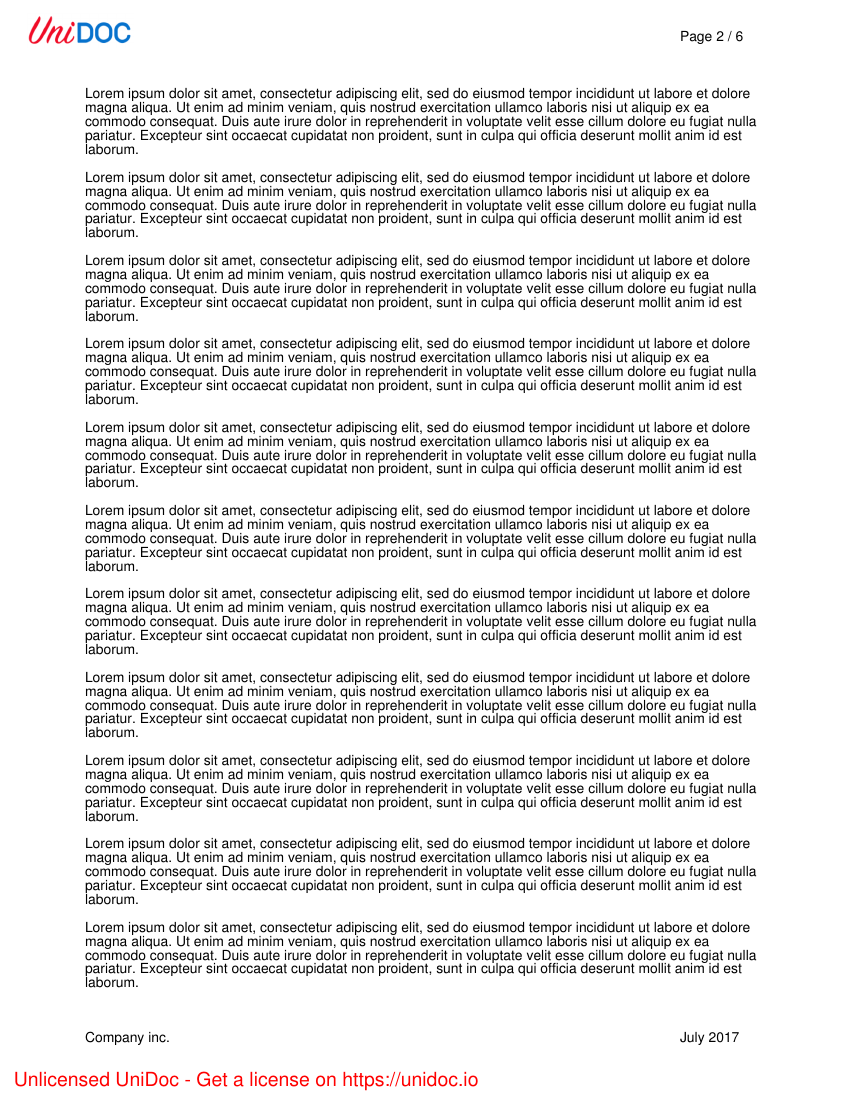 UniDOC
Page 2 / 6
Lorem ipsum dolor sit amet, consectetur adipiscing elit, sed do eiusmod tempor incididunt ut labore et dolore
magna aliqua. Ut enim ad minim veniam, quis nostrud exercitation ullamco laboris nisi ut aliquip ex ea
commodo consequat. Duis aute irure dolor in reprehenderit in voluptate velit esse cillum dolore eu fugiat nulla
pariatur. Excepteur sint occaecat cupidatat non proident, sunt in culpa qui officia deserunt mollit anim id est
laborum.
Lorem ipsum dolor sit amet, consectetur adipiscing elit, sed do eiusmod tempor incididunt ut labore et dolore
magna aliqua. Ut enim ad minim veniam, quis nostrud exercitation ullamco laboris nisi ut aliquip ex ea
commodo consequat. Duis aute irure dolor in reprehenderit in voluptate velit esse cillum dolore eu fugiat nulla
pariatur. Excepteur sint occaecat cupidatat non proident, sunt in culpa qui officia deserunt mollit anim id est
laborum.
Lorem ipsum dolor sit amet, consectetur adipiscing elit, sed do eiusmod tempor incididunt ut labore et dolore
magna aliqua. Ut enim ad minim veniam, quis nostrud exercitation ullamco laboris nisi ut aliquip ex ea
commodo consequat. Duis aute irure dolor in reprehenderit in voluptate velit esse cillum dolore eu fugiat nulla
pariatur. Excepteur sint occaecat cupidatat non proident, sunt in culpa qui officia deserunt mollit anim id est
laborum.
Lorem ipsum dolor sit amet, consectetur adipiscing elit, sed do eiusmod tempor incididunt ut labore et dolore
magna aliqua. Ut enim ad minim veniam, quis nostrud exercitation ullamco laboris nisi ut aliquip ex ea
commodo consequat. Duis aute irure dolor in reprehenderit in voluptate velit esse cillum dolore eu fugiat nulla
pariatur. Excepteur sint occaecat cupidatat non proident, sunt in culpa qui officia deserunt mollit anim id est
laborum.
Lorem ipsum dolor sit amet, consectetur adipiscing elit, sed do eiusmod tempor incididunt ut labore et dolore
magna aliqua. Ut enim ad minim veniam, quis nostrud exercitation ullamco laboris nisi ut aliquip ex ea
commodo consequat. Duis aute irure dolor in reprehenderit in voluptate velit esse cillum dolore eu fugiat nulla
pariatur. Excepteur sint occaecat cupidatat non proident, sunt in culpa qui officia deserunt mollit anim id est
laborum.
Lorem ipsum dolor sit amet, consectetur adipiscing elit, sed do eiusmod tempor incididunt ut labore et dolore
magna aliqua. Ut enim ad minim veniam, quis nostrud exercitation ullamco laboris nisi ut aliquip ex ea
commodo consequat. Duis aute irure dolor in reprehenderit in voluptate velit esse cillum dolore eu fugiat nulla
pariatur. Excepteur sint occaecat cupidatat non proident, sunt in culpa qui officia deserunt mollit anim id est
laborum.
Lorem ipsum dolor sit amet, consectetur adipiscing elit, sed do eiusmod tempor incididunt ut labore et dolore
magna aliqua. Ut enim ad minim veniam, quis nostrud exercitation ullamco laboris nisi ut aliquip ex ea
commodo consequat. Duis aute irure dolor in reprehenderit in voluptate velit esse cillum dolore eu fugiat nulla
pariatur. Excepteur sint occaecat cupidatat non proident, sunt in culpa qui officia deserunt mollit anim id est
laborum.
Lorem ipsum dolor sit amet, consectetur adipiscing elit, sed do eiusmod tempor incididunt ut labore et dolore
magna aliqua. Ut enim ad minim veniam, quis nostrud exercitation ullamco laboris nisi ut aliquip ex ea
commodo consequat. Duis aute irure dolor in reprehenderit in voluptate velit esse cillum dolore eu fugiat nulla
pariatur. Excepteur sint occaecat cupidatat non proident, sunt in culpa qui officia deserunt mollit anim id est
laborum.
Lorem ipsum dolor sit amet, consectetur adipiscing elit, sed do eiusmod tempor incididunt ut labore et dolore
magna aliqua. Ut enim ad minim veniam, quis nostrud exercitation ullamco laboris nisi ut aliquip ex ea
commodo consequat. Duis aute irure dolor in reprehenderit in voluptate velit esse cillum dolore eu fugiat nulla
pariatur. Excepteur sint occaecat cupidatat non proident, sunt in culpa qui officia deserunt mollit anim id est
laborum.
Lorem ipsum dolor sit amet, consectetur adipiscing elit, sed do eiusmod tempor incididunt ut labore et dolore
magna aliqua. Ut enim ad minim veniam, quis nostrud exercitation ullamco laboris nisi ut aliquip ex ea
commodo consequat. Duis aute irure dolor in reprehenderit in voluptate velit esse cillum dolore eu fugiat nulla
pariatur. Excepteur sint occaecat cupidatat non proident, sunt in culpa qui officia deserunt mollit anim id est
laborum.
Lorem ipsum dolor sit amet, consectetur adipiscing elit, sed do eiusmod tempor incididunt ut labore et dolore
magna aliqua. Ut enim ad minim veniam, quis nostrud exercitation ullamco laboris nisi ut aliquip ex ea
commodo consequat. Duis aute irure dolor in reprehenderit in voluptate velit esse cillum dolore eu fugiat nulla
pariatur. Excepteur sint occaecat cupidatat non proident, sunt in culpa qui officia deserunt mollit anim id est
laborum.
Company inc.
July 2017
Unlicensed UniDoc - Get a license on https://unidoc.io